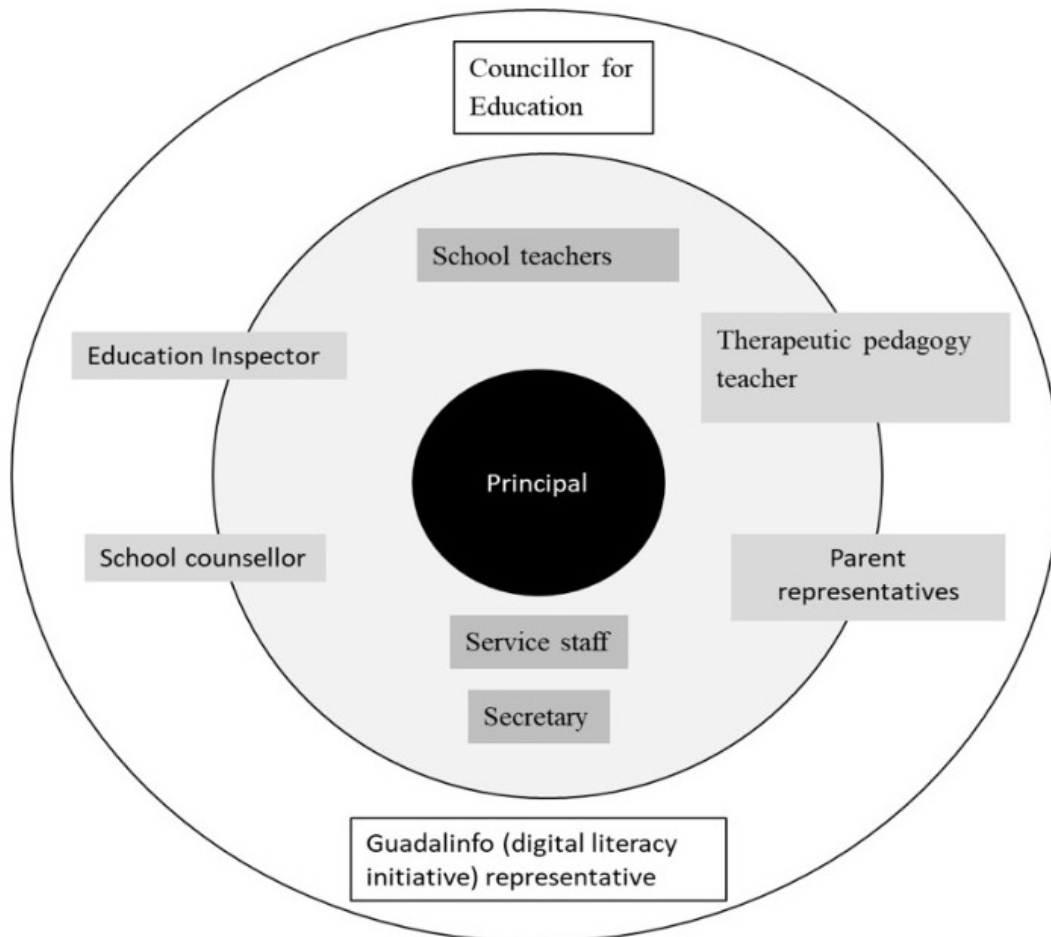 Councillor for
Education
School teachers
Education Inspector
Therapeutic pedagogy
teacher
Principal
School counsellor
Parent
representatives
Service staff
Secretary
Guadalinfo (digital literacy
initiative) representative